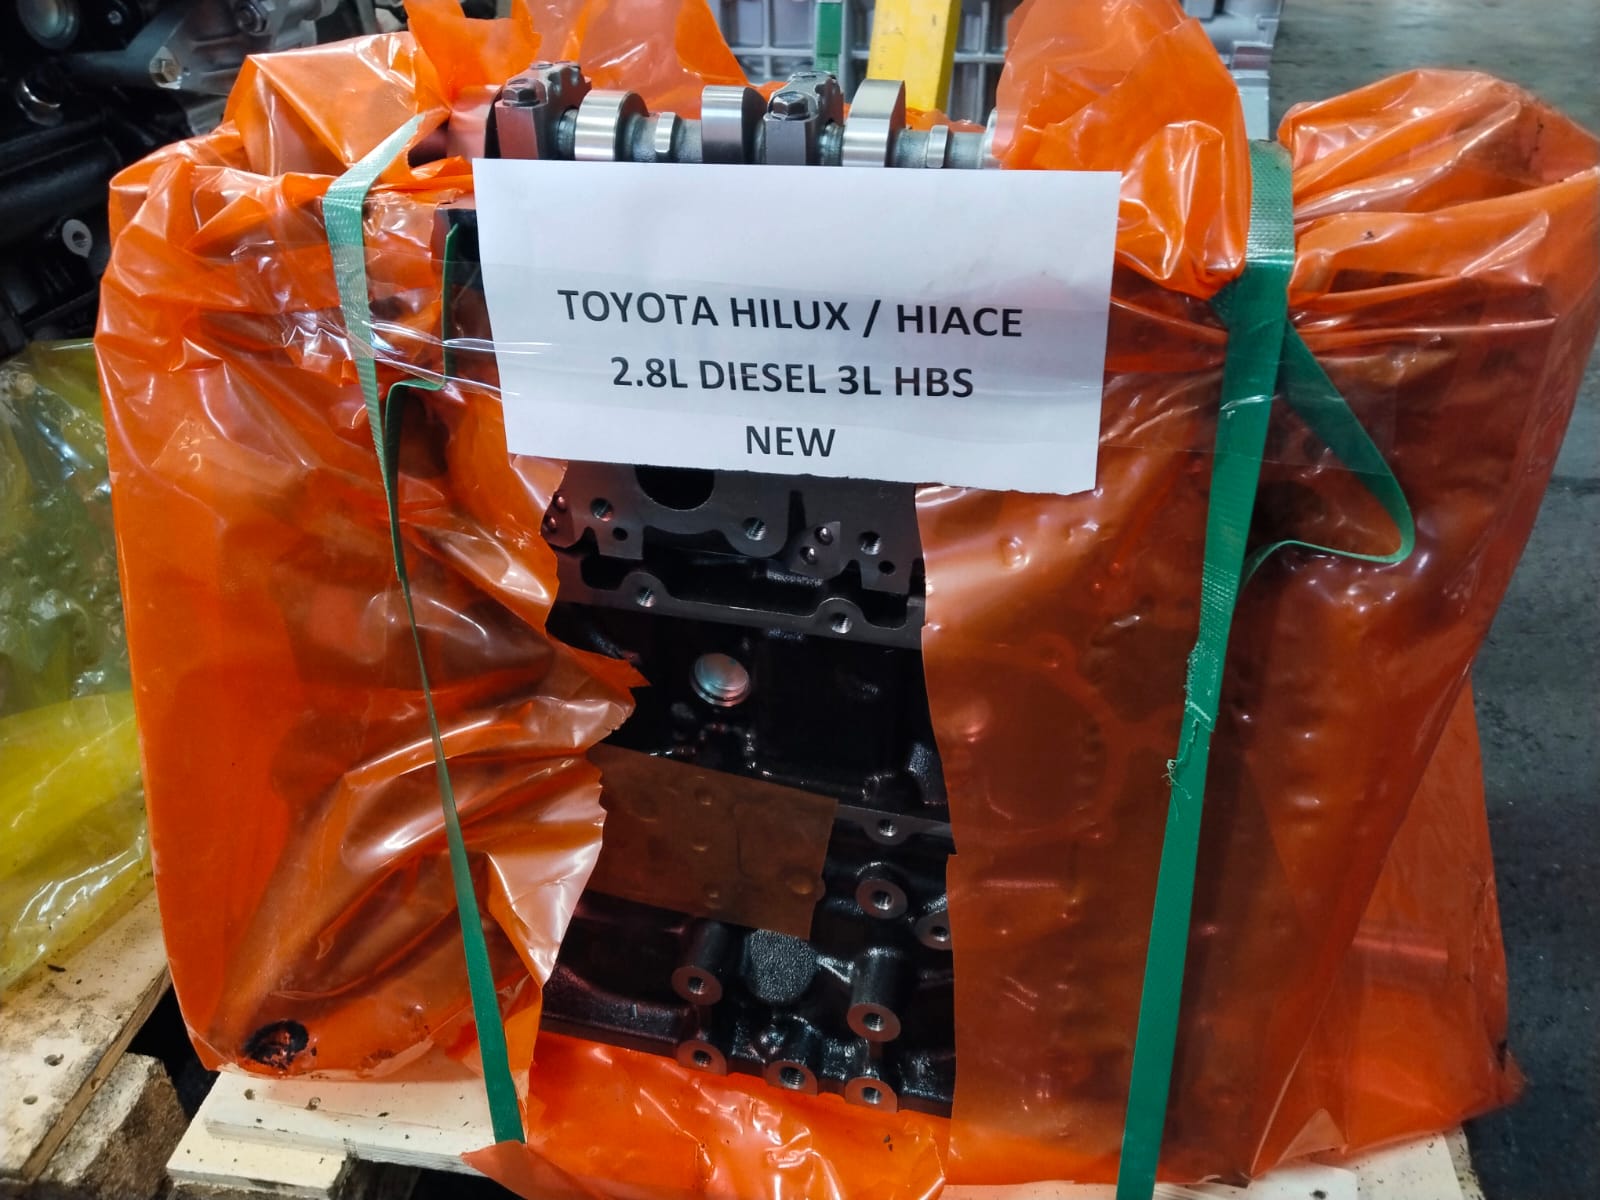 TOYOTA HILUX / HIACE
2.8L DIESEL 3L HBS
NEW